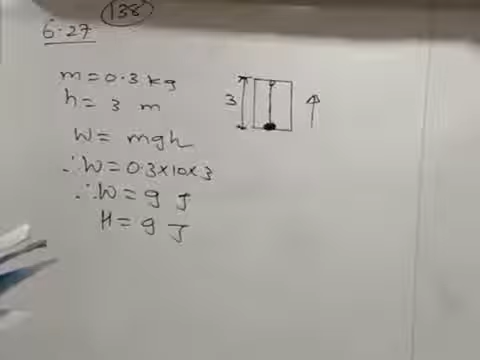 138
6.27
m = 0.3 kg
h = 3 m
3
W = mgh
∴ W = 0.3 × 10 × 3
∴ W = 9 J
H = 9 J